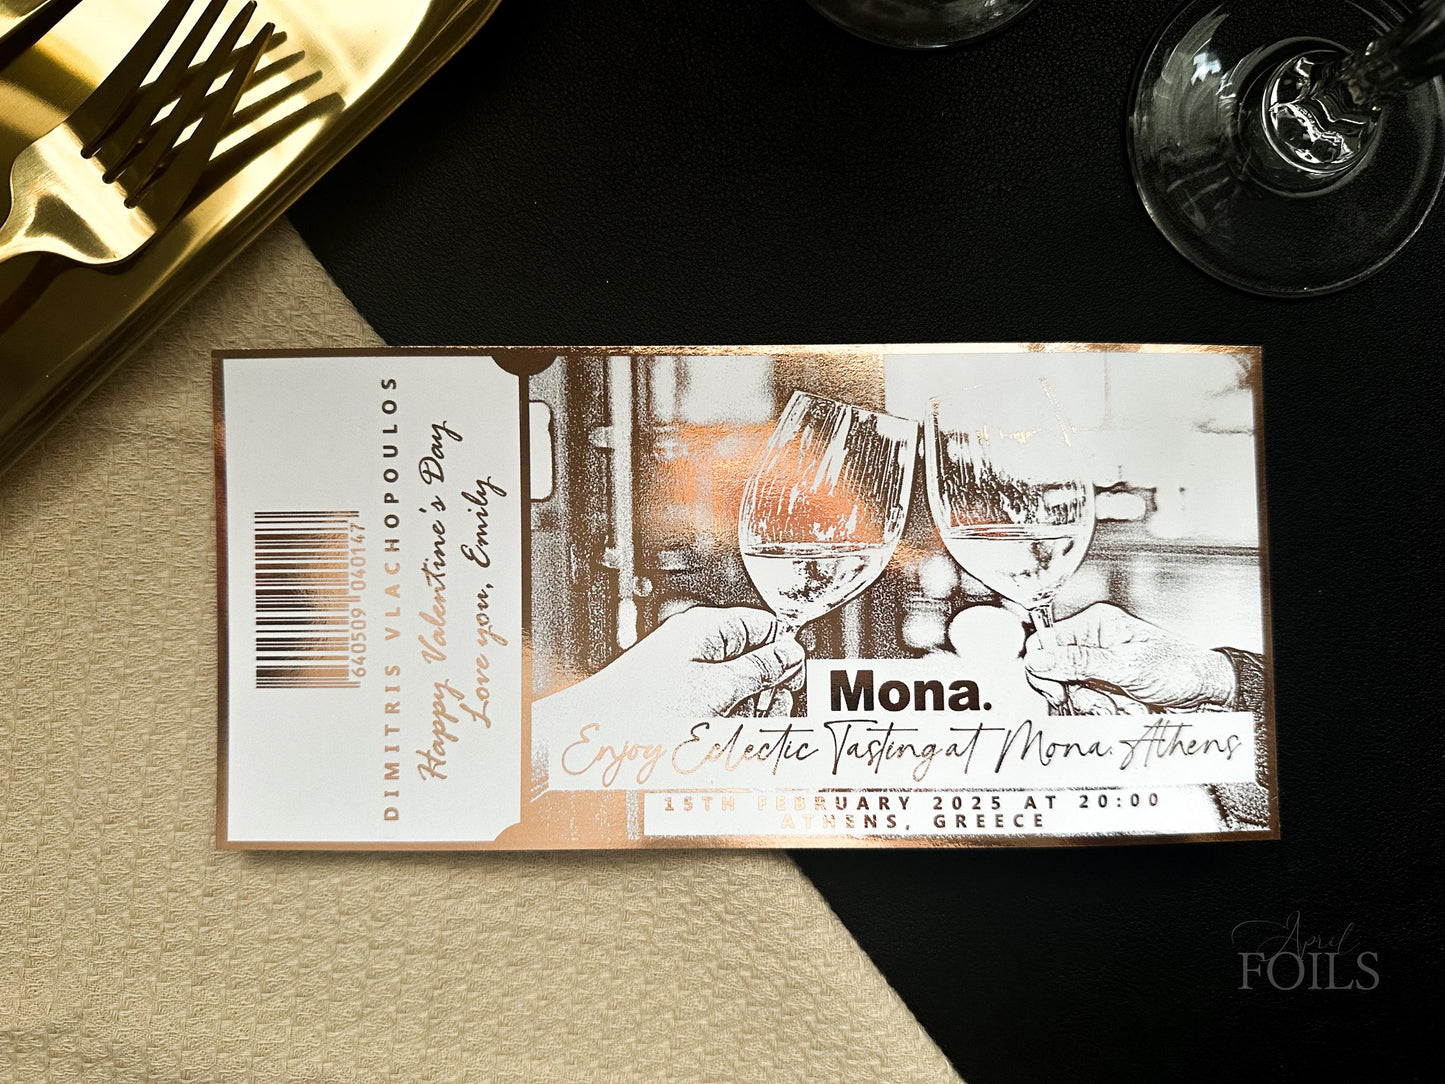 DIMITRIS VLACHOPOULOS
Happy Valentine's Day
Love you, Emily
640509 040147
Mona.
Enjoy Eclectic Tasting at Mona. Athens
15TH FEBRUARY 2025 AT 20:00
ATHENS, GREECE
April
FOILS